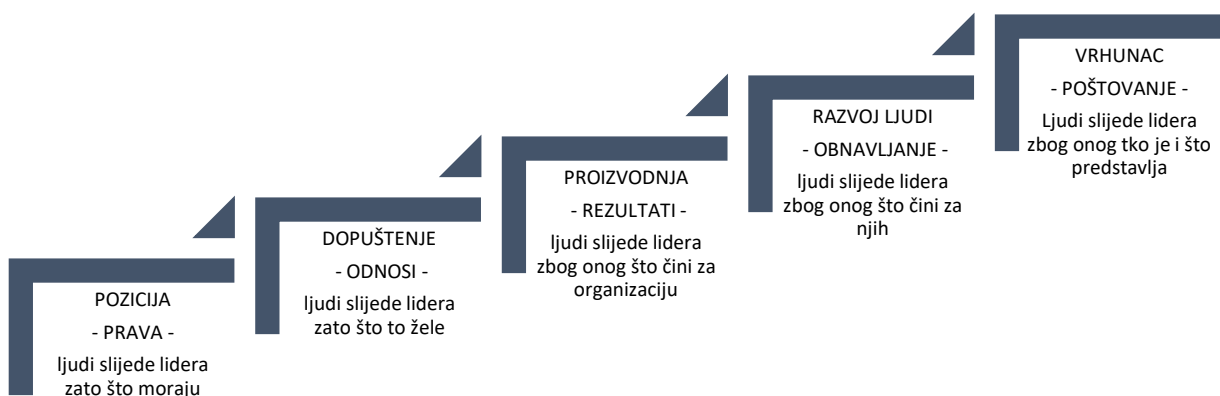 POZICIJA
- PRAVA -
ljudi slijede lidera
zato što moraju
DOPUŠTENJE
- ODNOSI -
ljudi slijede lidera
zato što to žele
PROIZVODNJA
- REZULTATI -
ljudi slijede lidera
zbog onog što čini za
organizaciju
RAZVOJ LJUDI
- OBNAVLJANJE -
ljudi slijede lidera
zbog onog što čini za
njih
VRHUNAC
- POŠTOVANJE -
Ljudi slijede lidera
zbog onog tko je i što
predstavlja